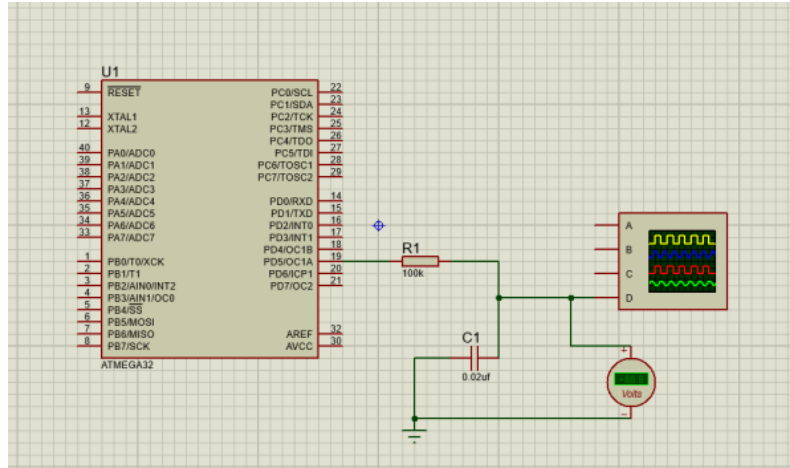 U1
9 RESET
13 XTAL1
12 XTAL2
40 PA0/ADC0
39 PA1/ADC1
38 PA2/ADC2
37 PA3/ADC3
36 PA4/ADC4
35 PA5/ADC5
34 PA6/ADC6
33 PA7/ADC7
1 PB0/T0/XCK
2 PB1/T1
3 PB2/AIN0/INT2
4 PB3/AIN1/OC0
5 PB4/SS
6 PB5/MOSI
7 PB6/MISO
8 PB7/SCK
PC0/SCL 22
PC1/SDA 23
PC2/TCK 24
PC3/TMS 25
PC4/TDO 26
PC5/TDI 27
PC6/TOSC1 28
PC7/TOSC2 29
PD0/RXD 14
PD1/TXD 15
PD2/INT0 16
PD3/INT1 17
PD4/OC1B 18
PD5/OC1A 19
PD6/ICP1 20
PD7/OC2 21
AREF 32
AVCC 30
ATMEGA32
R1
100k
C1
0.02uf
A
B
C
D
+
Volts
−